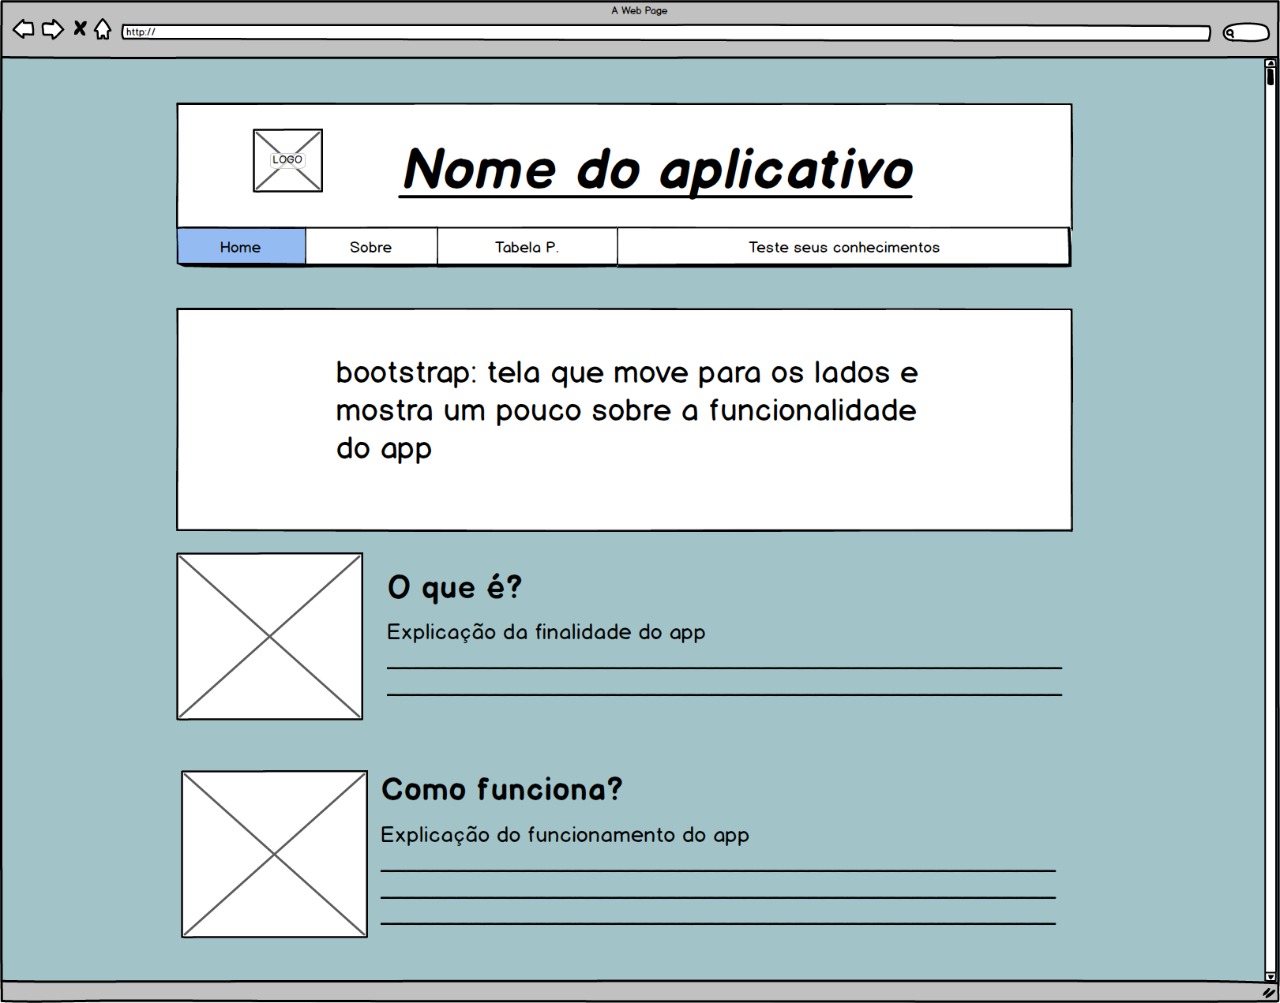 A Web Page
http://
LOGO
Nome do aplicativo
Home Sobre Tabela P. Teste seus conhecimentos
bootstrap: tela que move para os lados e
mostra um pouco sobre a funcionalidade
do app
O que é?
Explicação da finalidade do app
Como funciona?
Explicação do funcionamento do app